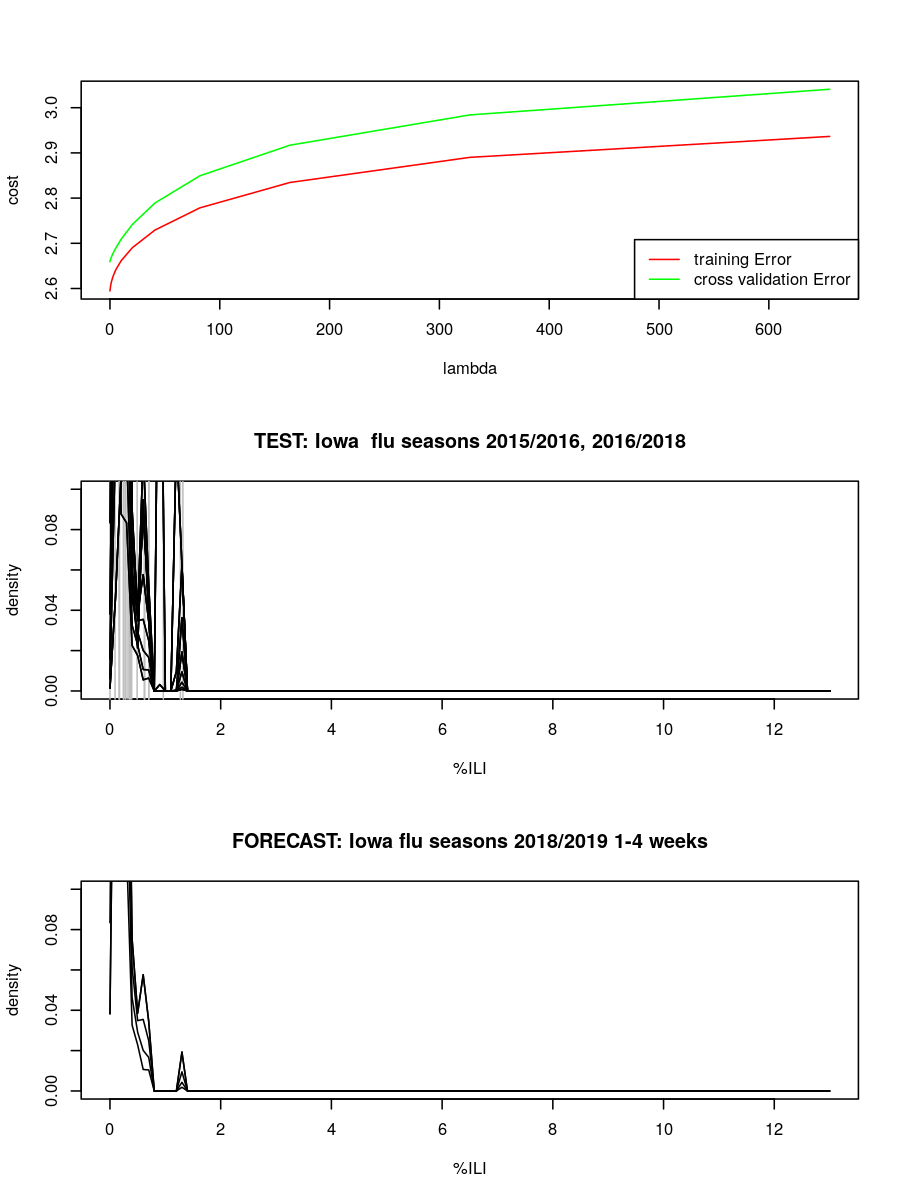 3.0
2.9
2.8
2.7
2.6
cost
training Error
cross validation Error
0 100 200 300 400 500 600
lambda
TEST: Iowa  flu seasons 2015/2016, 2016/2018
0.08
0.04
0.00
density
0 2 4 6 8 10 12
%ILI
FORECAST: Iowa flu seasons 2018/2019 1-4 weeks
0.08
0.04
0.00
density
0 2 4 6 8 10 12
%ILI